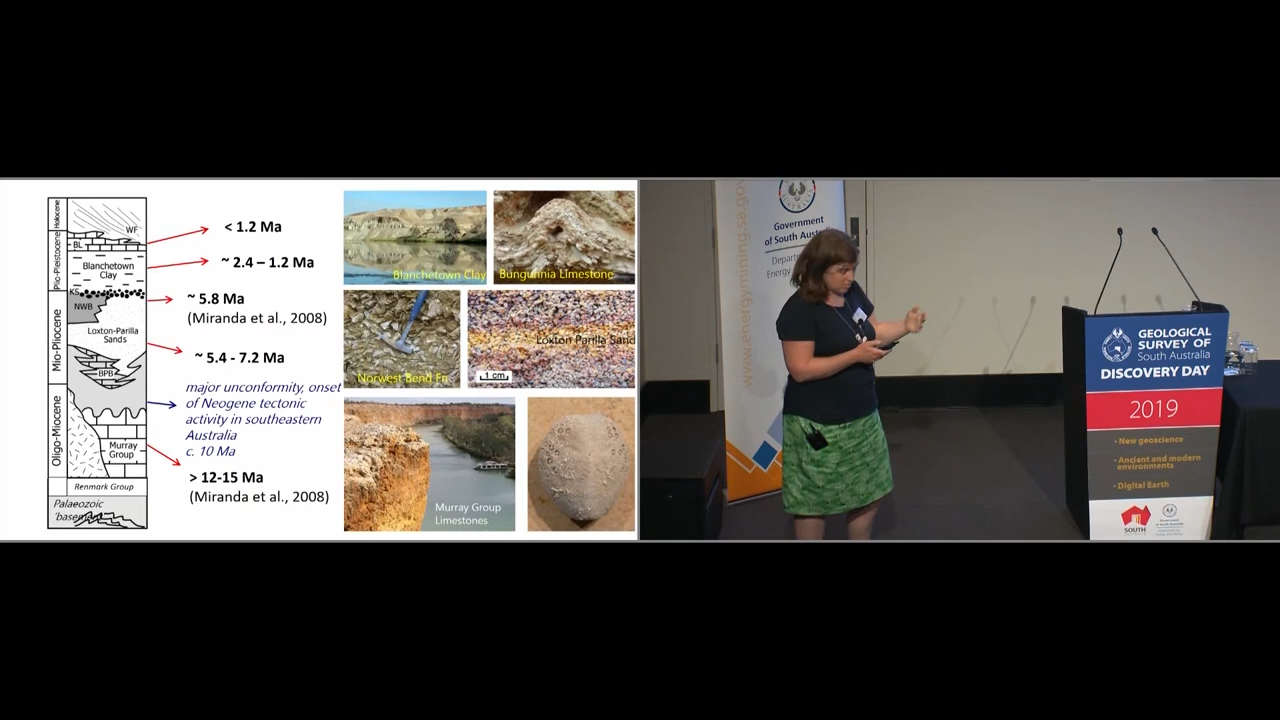 Holocene
Plio-Pleistocene
Mio-Pliocene
Oligo-Miocene
WF
BL
Blanchetown
Clay
KS
NWB
Loxton-Parilla
Sands
BPB
Murray
Group
Renmark Group
Palaeozoic
< 1.2 Ma
~ 2.4 – 1.2 Ma
~ 5.8 Ma
(Miranda et al., 2008)
~ 5.4 - 7.2 Ma
major unconformity, onset
of Neogene tectonic
activity in southeastern
Australia
c. 10 Ma
> 12-15 Ma
(Miranda et al., 2008)
Blanchetown Clay
Bungunnia Limestone
Norwest Bend Fn
Loxton Parilla Sand
1 cm
Murray Group
Limestones
www.energymining.sa.gov
Government
of South Austra
Energy
GEOLOGICAL
SURVEY OF
South Australia
DISCOVERY DAY
2019
• New geoscience
• Ancient and modern
environments
• Digital Earth
SOUTH